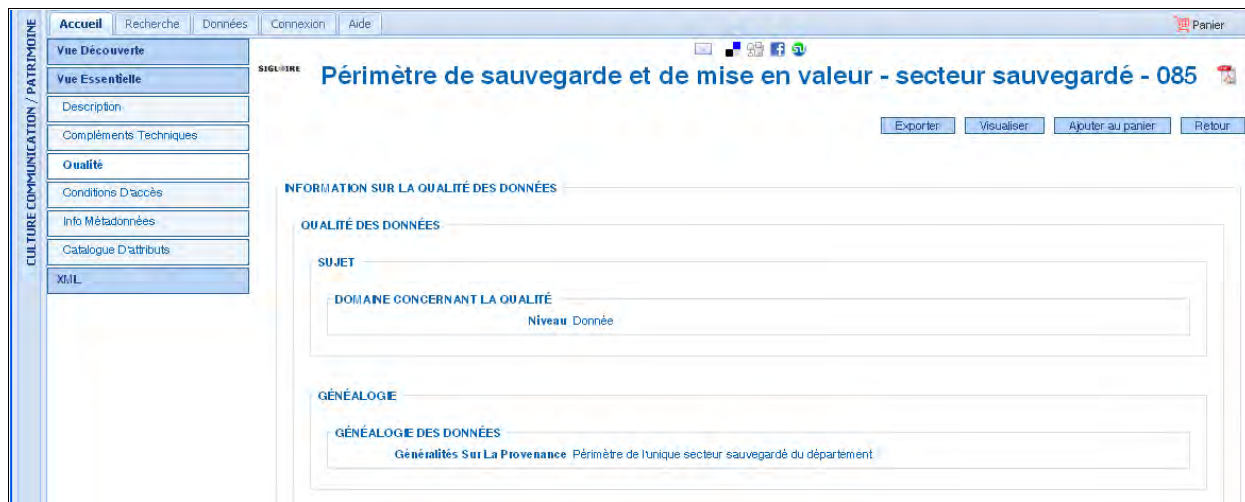 CULTURE COMMUNICATION / PATRIMOINE
Accueil Recherche Données Connexion Aide
Panier
Vue Découverte
Vue Essentielle
Description
Compléments Techniques
Qualité
Conditions D'accès
Info Métadonnées
Catalogue D'attributs
XML
SIGLOIRE
Périmètre de sauvegarde et de mise en valeur - secteur sauvegardé - 085
Exporter Visualiser Ajouter au panier Retour
INFORMATION SUR LA QUALITÉ DES DONNÉES
QUALITÉ DES DONNÉES
SUJET
DOMAINE CONCERNANT LA QUALITÉ
Niveau Donnée
GÉNÉALOGIE
GÉNÉALOGIE DES DONNÉES
Généralités Sur La Provenance Périmètre de l'unique secteur sauvegardé du département